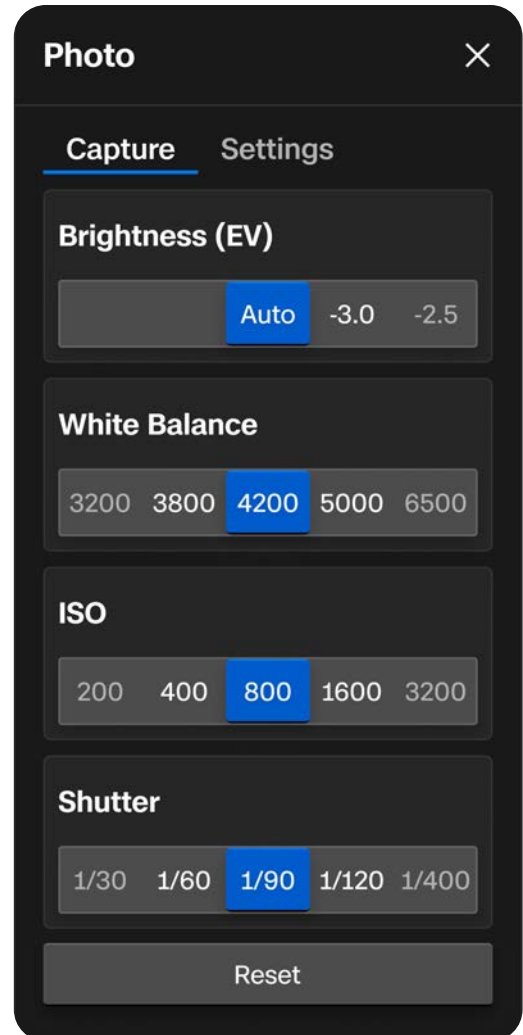 Photo
Capture Settings
Brightness (EV)
Auto -3.0 -2.5
White Balance
3200 3800 4200 5000 6500
ISO
200 400 800 1600 3200
Shutter
1/30 1/60 1/90 1/120 1/400
Reset